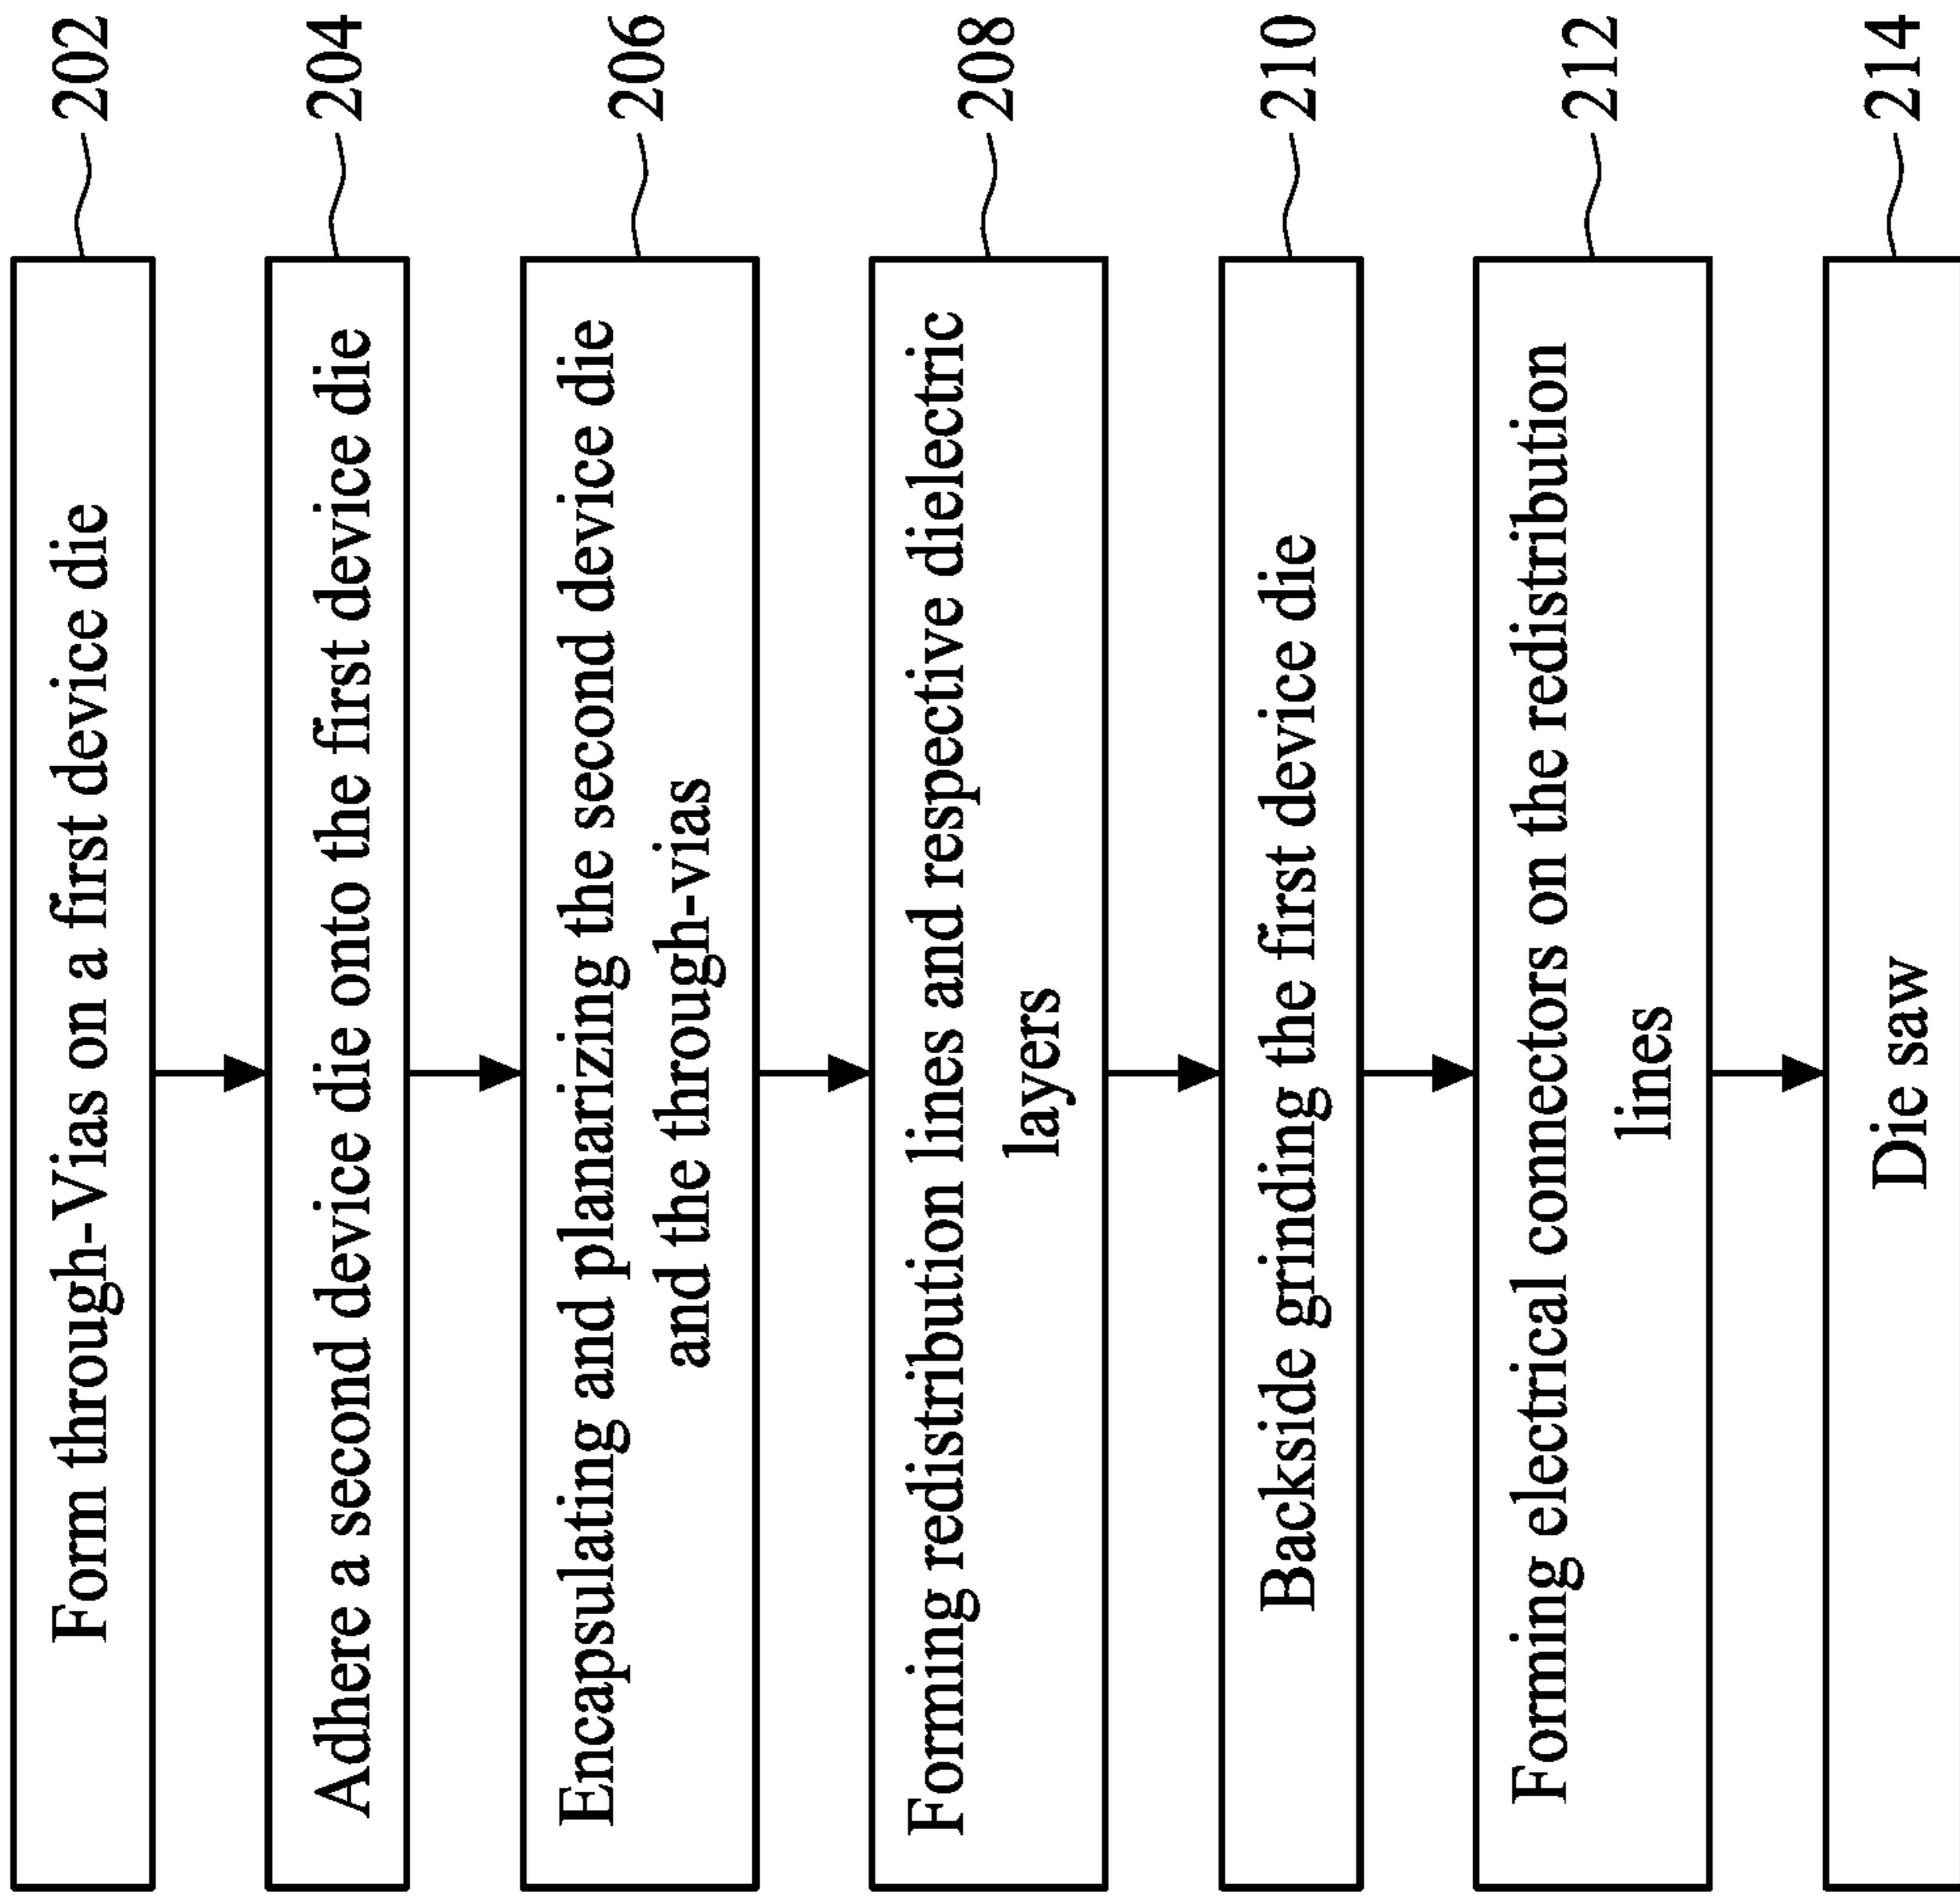 Form through-Vias on a first device die
202
Adhere a second device die onto the first device die
204
Encapsulating and planarizing the second device die
and the through-vias
206
Forming redistribution lines and respective dielectric
layers
208
Backside grinding the first device die
210
Forming electrical connectors on the redistribution
lines
212
Die saw
214